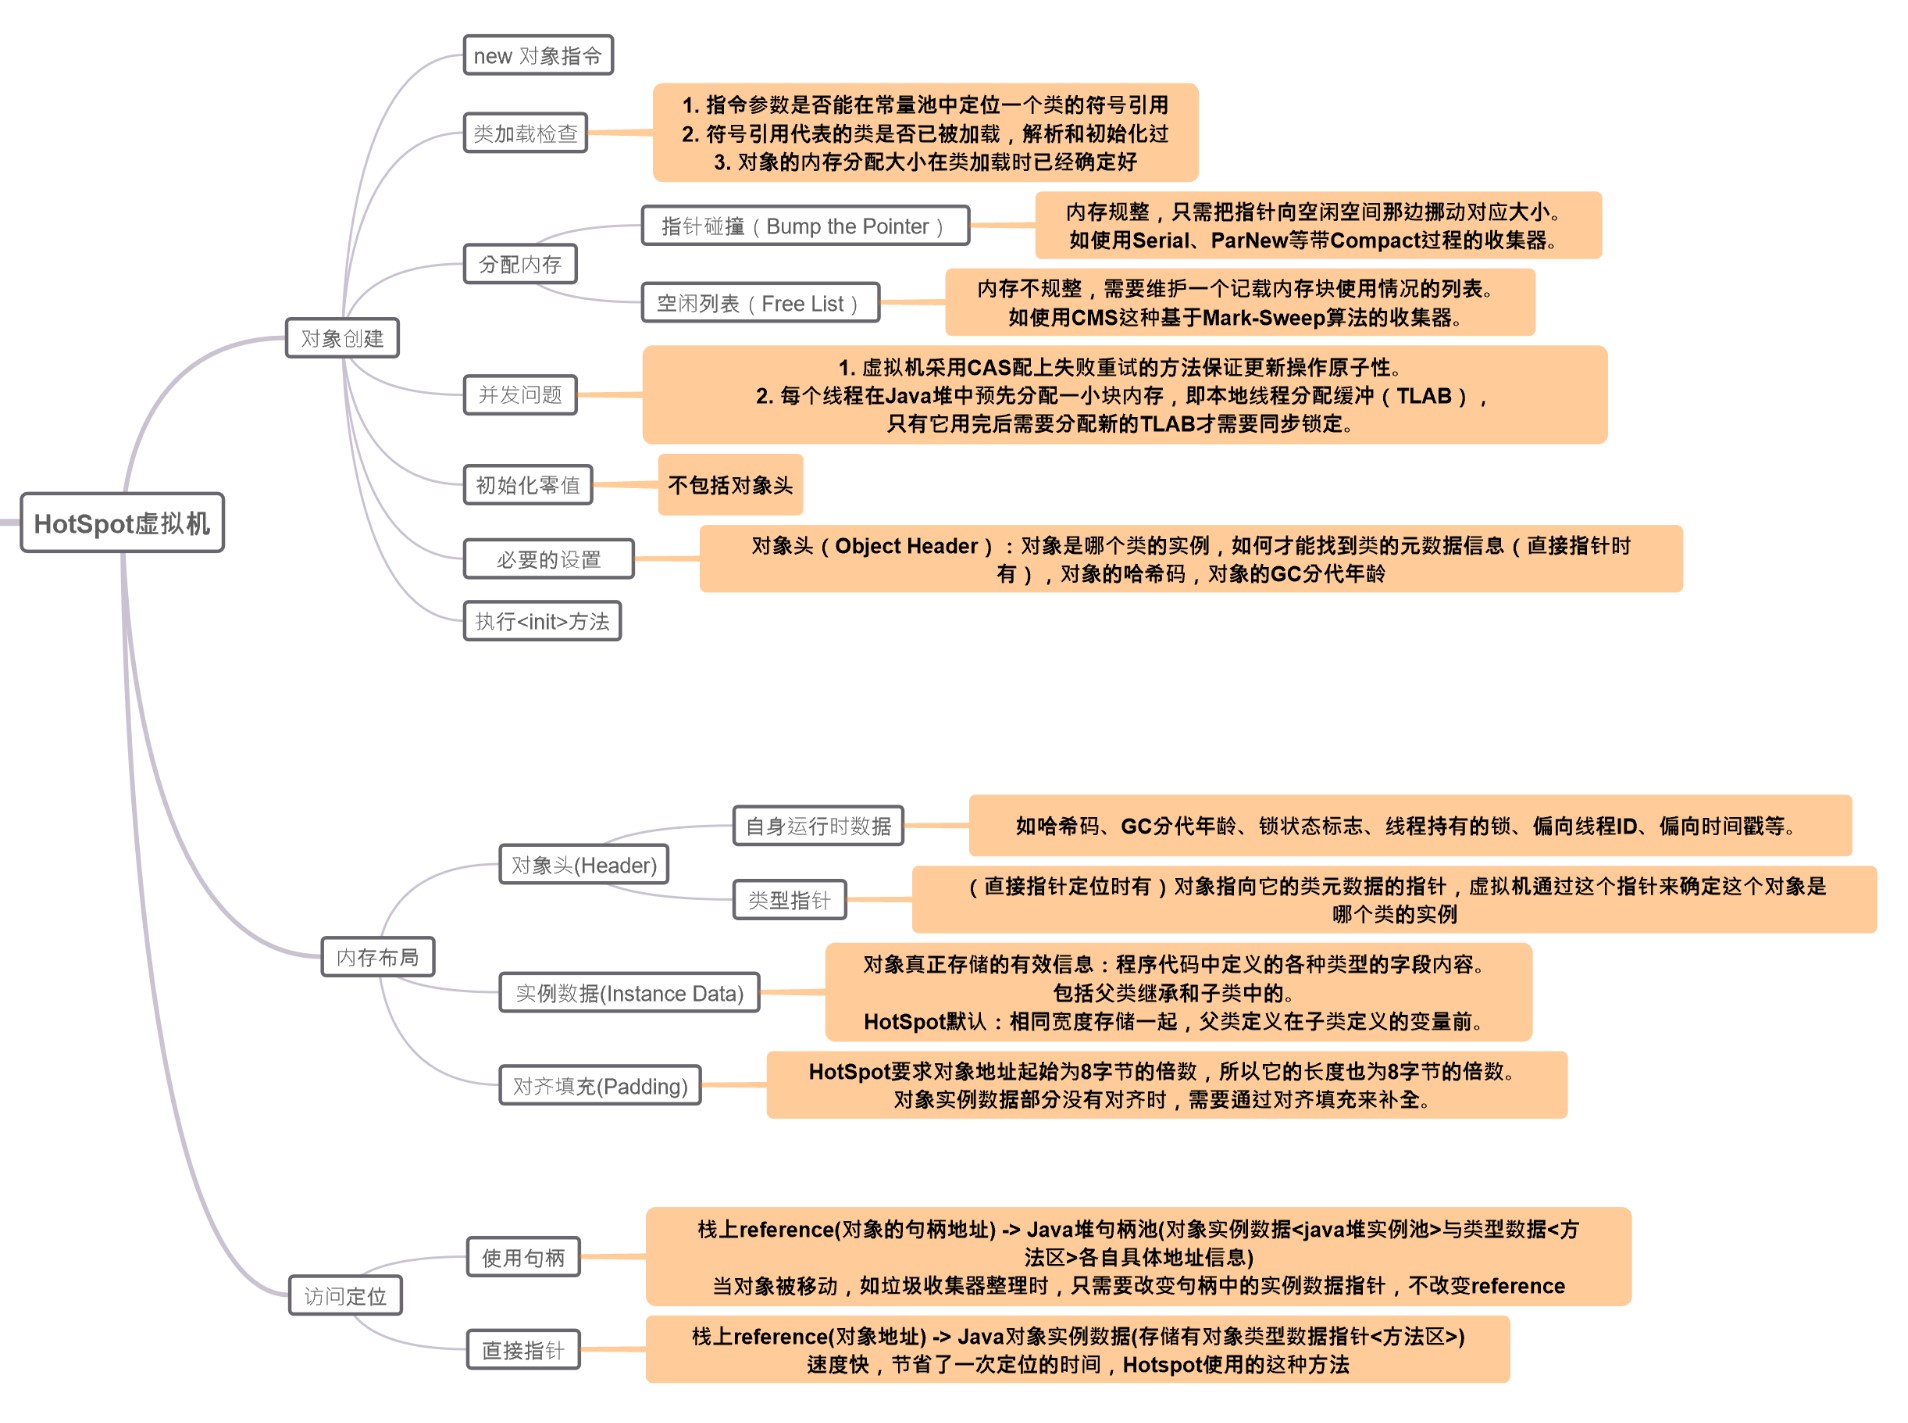 HotSpot虚拟机
对象创建
new 对象指令
类加载检查
1. 指令参数是否能在常量池中定位一个类的符号引用
2. 符号引用代表的类是否已被加载，解析和初始化过
3. 对象的内存分配大小在类加载时已经确定好
分配内存
指针碰撞（Bump the Pointer）
内存规整，只需把指针向空闲空间那边挪动对应大小。
如使用Serial、ParNew等带Compact过程的收集器。
空闲列表（Free List）
内存不规整，需要维护一个记载内存块使用情况的列表。
如使用CMS这种基于Mark-Sweep算法的收集器。
并发问题
1. 虚拟机采用CAS配上失败重试的方法保证更新操作原子性。
2. 每个线程在Java堆中预先分配一小块内存，即本地线程分配缓冲（TLAB），
只有它用完后需要分配新的TLAB才需要同步锁定。
初始化零值
不包括对象头
必要的设置
对象头（Object Header）：对象是哪个类的实例，如何才能找到类的元数据信息（直接指针时
有），对象的哈希码，对象的GC分代年龄
执行<init>方法
内存布局
对象头(Header)
自身运行时数据
如哈希码、GC分代年龄、锁状态标志、线程持有的锁、偏向线程ID、偏向时间戳等。
类型指针
（直接指针定位时有）对象指向它的类元数据的指针，虚拟机通过这个指针来确定这个对象是
哪个类的实例
实例数据(Instance Data)
对象真正存储的有效信息：程序代码中定义的各种类型的字段内容。
包括父类继承和子类中的。
HotSpot默认：相同宽度存储一起，父类定义在子类定义的变量前。
对齐填充(Padding)
HotSpot要求对象地址起始为8字节的倍数，所以它的长度也为8字节的倍数。
对象实例数据部分没有对齐时，需要通过对齐填充来补全。
访问定位
使用句柄
栈上reference(对象的句柄地址) -> Java堆句柄池(对象实例数据<java堆实例池>与类型数据<方
法区>各自具体地址信息)
当对象被移动，如垃圾收集器整理时，只需要改变句柄中的实例数据指针，不改变reference
直接指针
栈上reference(对象地址) -> Java对象实例数据(存储有对象类型数据指针<方法区>)
速度快，节省了一次定位的时间，Hotspot使用的这种方法